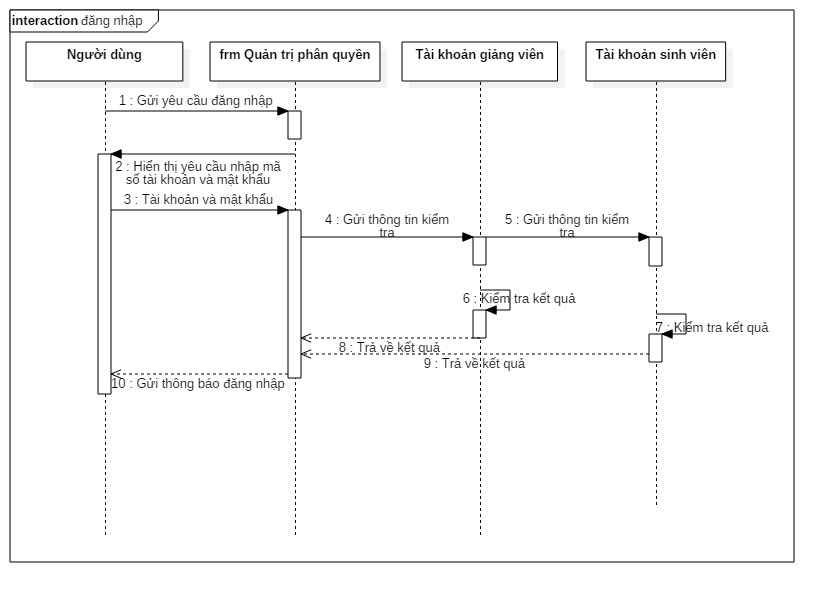 interaction đăng nhập
Người dùng
frm Quản trị phân quyền
Tài khoản giảng viên
Tài khoản sinh viên
1 : Gửi yêu cầu đăng nhập
2 : Hiển thị yêu cầu nhập mã
số tài khoản và mật khẩu
3 : Tài khoản và mật khẩu
4 : Gửi thông tin kiểm
tra
5 : Gửi thông tin kiểm
tra
6 : Kiểm tra kết quả
7 : Kiểm tra kết quả
8 : Trả về kết quả
9 : Trả về kết quả
10 : Gửi thông báo đăng nhập